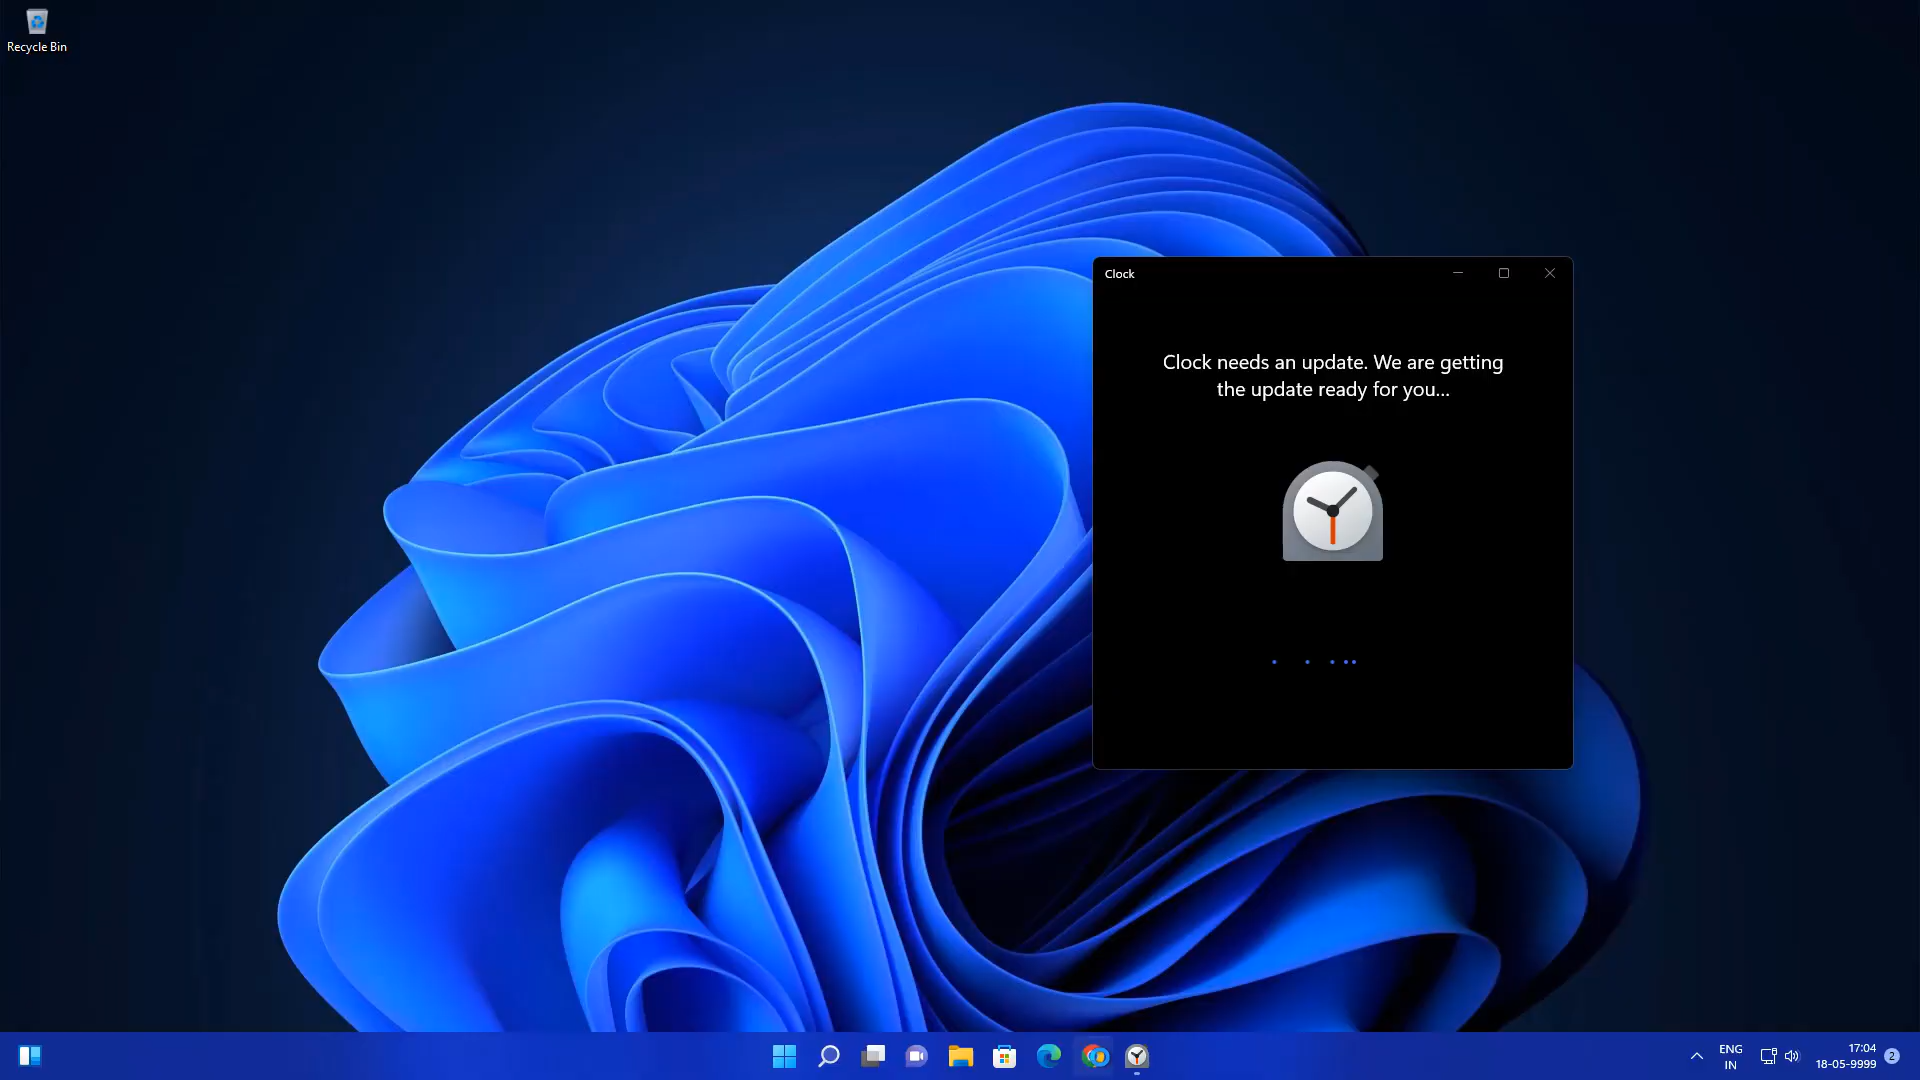 Recycle Bin
Clock
Clock needs an update. We are getting
the update ready for you...
ENG
IN
17:04
18-05-9999
2